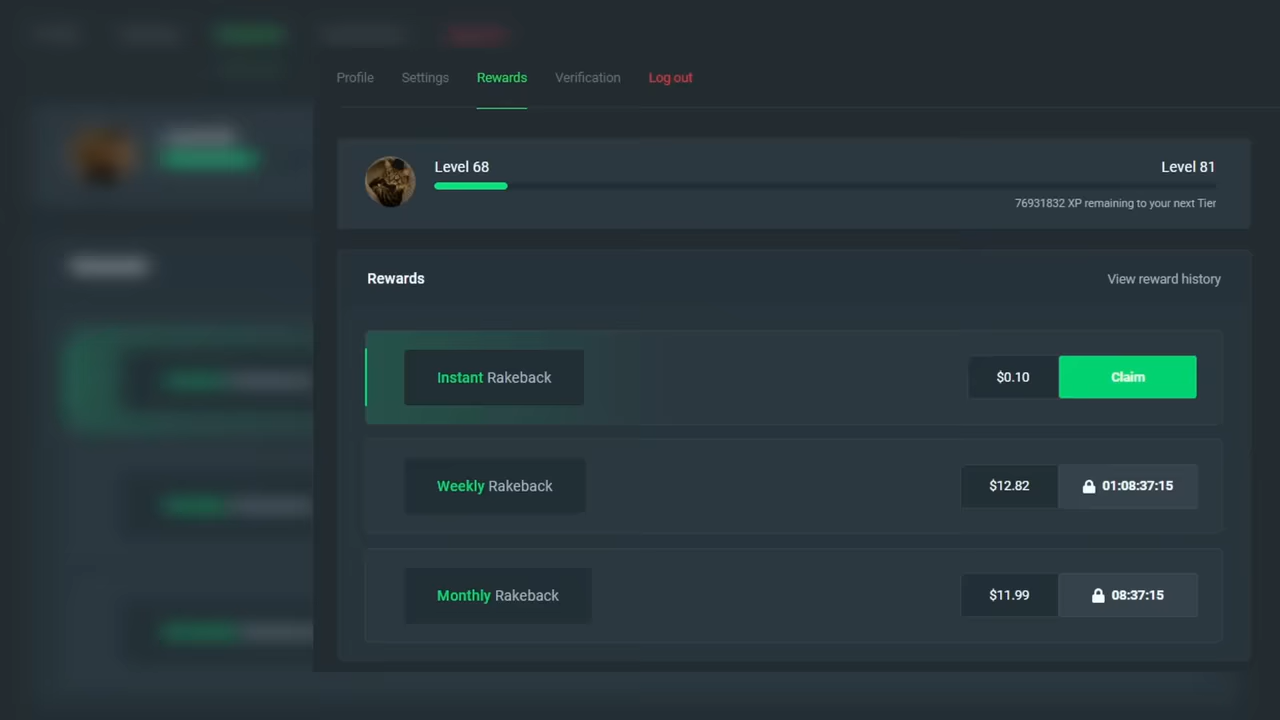 Profile Settings Rewards Verification Log out
Level 68 Level 81
76931832 XP remaining to your next Tier
Rewards View reward history
Instant Rakeback $0.10 Claim
Weekly Rakeback $12.82 01:08:37:15
Monthly Rakeback $11.99 08:37:15